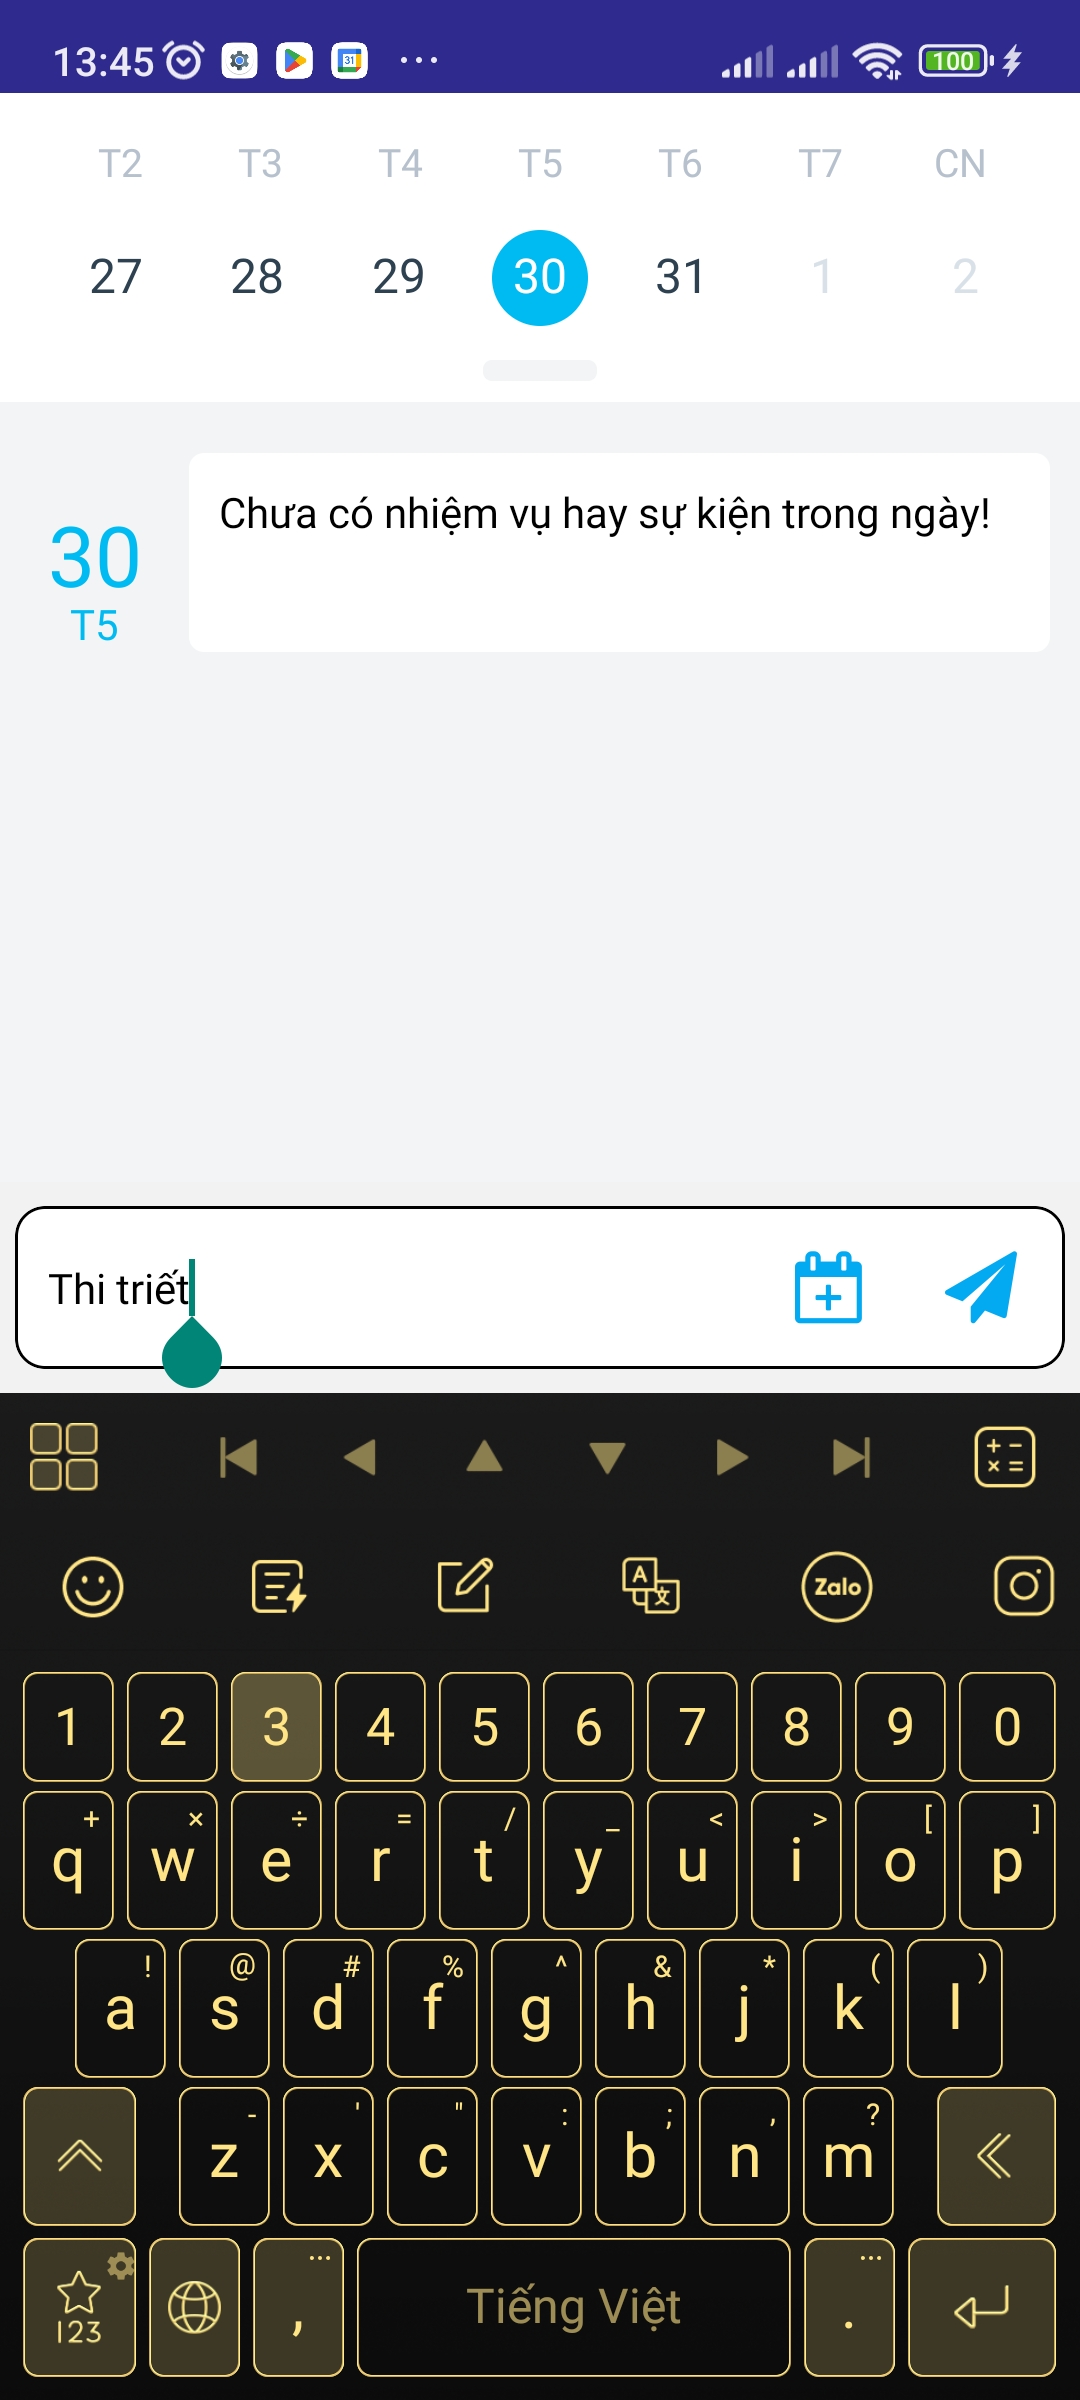 13:45 31 ... 100
T2 T3 T4 T5 T6 T7 CN
27 28 29 30 31 1 2
Chưa có nhiệm vụ hay sự kiện trong ngày!
30
T5
Thi triết
+ − × =
A 文 Zalo
1 2 3 4 5 6 7 8 9 0
+ × ÷ = / _ < > [ ]
q w e r t y u i o p
! @ # % ^ & * ( )
a s d f g h j k l
- ' " : ; , ?
z x c v b n m
... ...
123 , Tiếng Việt .